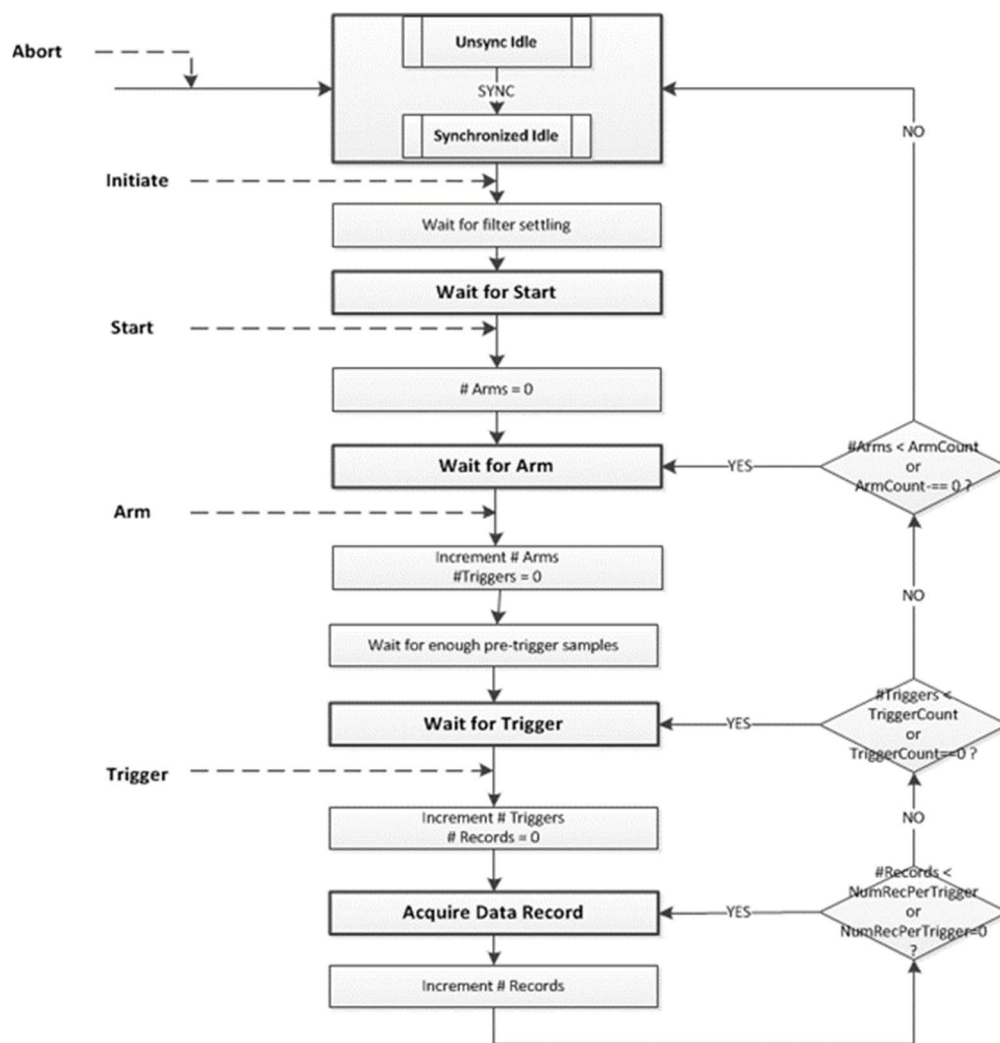 Unsync Idle
Abort
SYNC
Synchronized Idle
NO
Initiate
Wait for filter settling
Wait for Start
Start
# Arms = 0
#Arms < ArmCount
or
ArmCount-== 0 ?
Wait for Arm
YES
Arm
Increment # Arms
#Triggers = 0
NO
Wait for enough pre-trigger samples
#Triggers <
TriggerCount
or
TriggerCount==0 ?
Wait for Trigger
YES
Trigger
Increment # Triggers
# Records = 0
NO
#Records <
NumRecPerTrigger
or
NumRecPerTrigger=0
?
Acquire Data Record
YES
Increment # Records